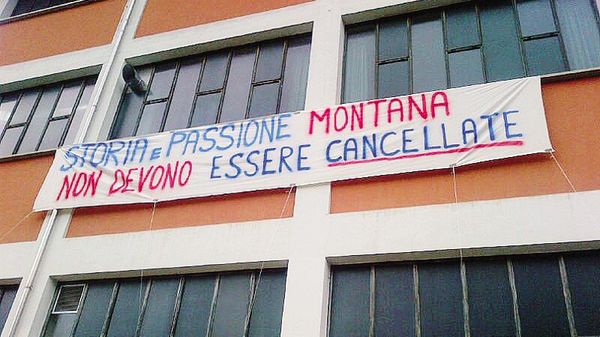 STORIA e PASSIONE MONTANA
NON DEVONO ESSERE CANCELLATE